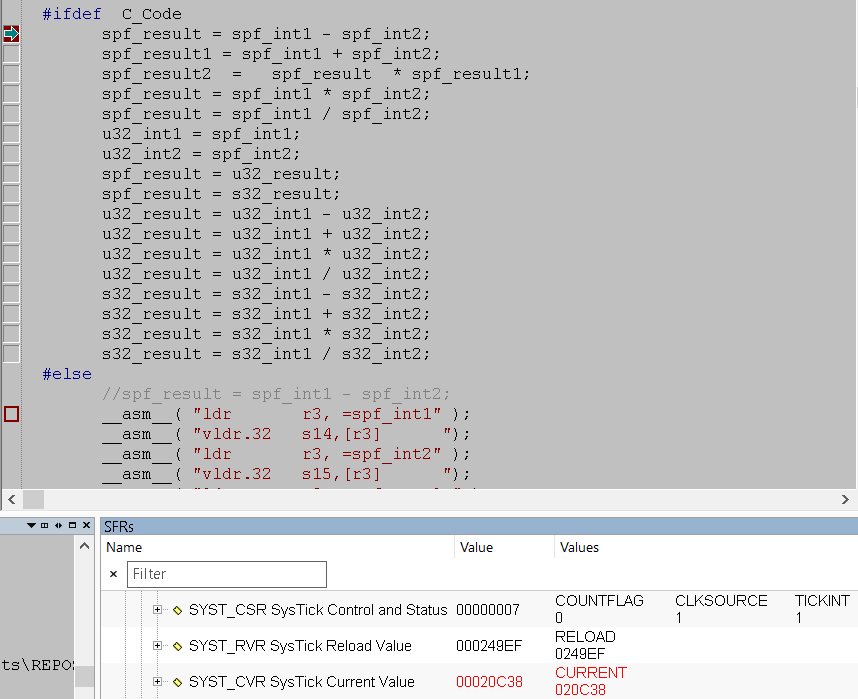 #ifdef  C_Code
spf_result = spf_int1 - spf_int2;
spf_result1 = spf_int1 + spf_int2;
spf_result2  =   spf_result  * spf_result1;
spf_result = spf_int1 * spf_int2;
spf_result = spf_int1 / spf_int2;
u32_int1 = spf_int1;
u32_int2 = spf_int2;
spf_result = u32_result;
spf_result = s32_result;
u32_result = u32_int1 - u32_int2;
u32_result = u32_int1 + u32_int2;
u32_result = u32_int1 * u32_int2;
u32_result = u32_int1 / u32_int2;
s32_result = s32_int1 - s32_int2;
s32_result = s32_int1 + s32_int2;
s32_result = s32_int1 * s32_int2;
s32_result = s32_int1 / s32_int2;
#else
//spf_result = spf_int1 - spf_int2;
__asm__( "ldr       r3, =spf_int1" );
__asm__( "vldr.32   s14,[r3]      ");
__asm__( "ldr       r3, =spf_int2" );
__asm__( "vldr.32   s15,[r3]      ");
SFRs
Name Value Values
× Filter
SYST_CSR SysTick Control and Status 00000007 COUNTFLAG CLKSOURCE TICKINT
0 1 1
SYST_RVR SysTick Reload Value 000249EF RELOAD
0249EF
SYST_CVR SysTick Current Value 00020C38 CURRENT
020C38
ts\REPO